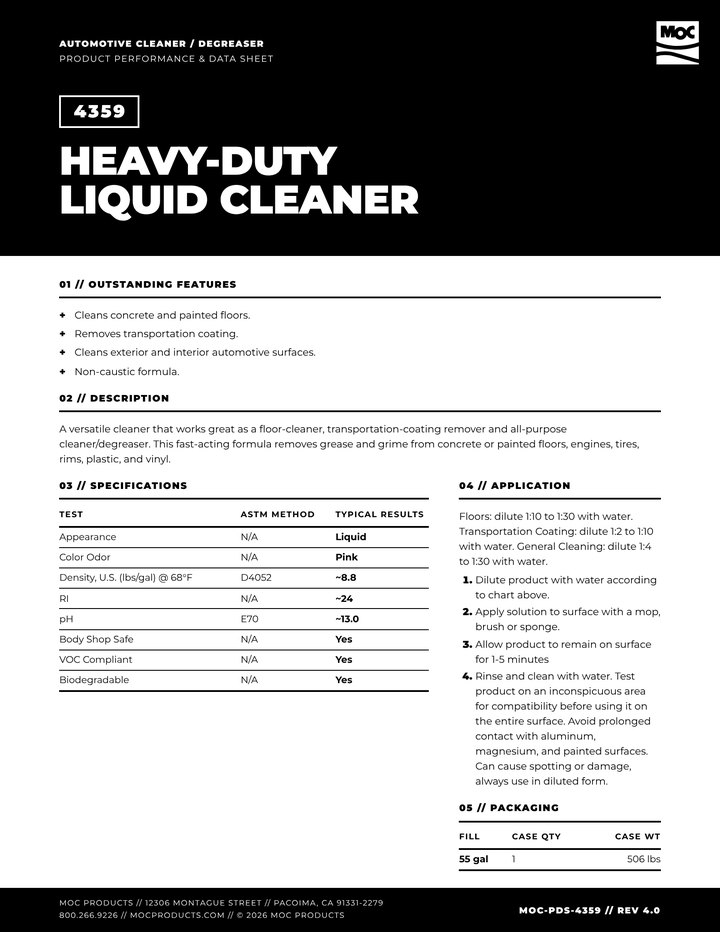 AUTOMOTIVE CLEANER / DEGREASER
PRODUCT PERFORMANCE & DATA SHEET
MOC
4359
HEAVY-DUTY
LIQUID CLEANER
01 // OUTSTANDING FEATURES
+ Cleans concrete and painted floors.
+ Removes transportation coating.
+ Cleans exterior and interior automotive surfaces.
+ Non-caustic formula.
02 // DESCRIPTION
A versatile cleaner that works great as a floor-cleaner, transportation-coating remover and all-purpose
cleaner/degreaser. This fast-acting formula removes grease and grime from concrete or painted floors, engines, tires,
rims, plastic, and vinyl.
03 // SPECIFICATIONS
TEST ASTM METHOD TYPICAL RESULTS
Appearance N/A Liquid
Color Odor N/A Pink
Density, U.S. (lbs/gal) @ 68°F D4052 ~8.8
RI N/A ~24
pH E70 ~13.0
Body Shop Safe N/A Yes
VOC Compliant N/A Yes
Biodegradable N/A Yes
04 // APPLICATION
Floors: dilute 1:10 to 1:30 with water.
Transportation Coating: dilute 1:2 to 1:10
with water. General Cleaning: dilute 1:4
to 1:30 with water.
1. Dilute product with water according
to chart above.
2. Apply solution to surface with a mop,
brush or sponge.
3. Allow product to remain on surface
for 1-5 minutes
4. Rinse and clean with water. Test
product on an inconspicuous area
for compatibility before using it on
the entire surface. Avoid prolonged
contact with aluminum,
magnesium, and painted surfaces.
Can cause spotting or damage,
always use in diluted form.
05 // PACKAGING
FILL CASE QTY CASE WT
55 gal 1 506 lbs
MOC PRODUCTS // 12306 MONTAGUE STREET // PACOIMA, CA 91331-2279
800.266.9226 // MOCPRODUCTS.COM // © 2026 MOC PRODUCTS
MOC-PDS-4359 // REV 4.0